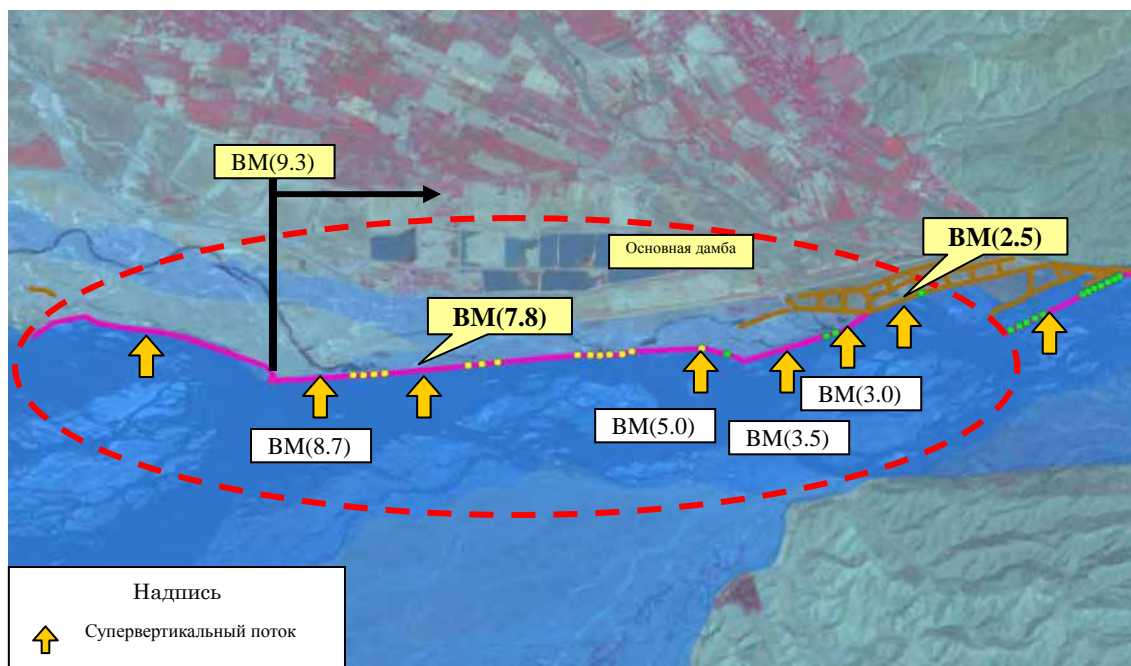 BM(9.3)
Основная дамба
BM(2.5)
BM(7.8)
BM(3.0)
BM(5.0)
BM(3.5)
BM(8.7)
Надпись
Супервертикальный поток